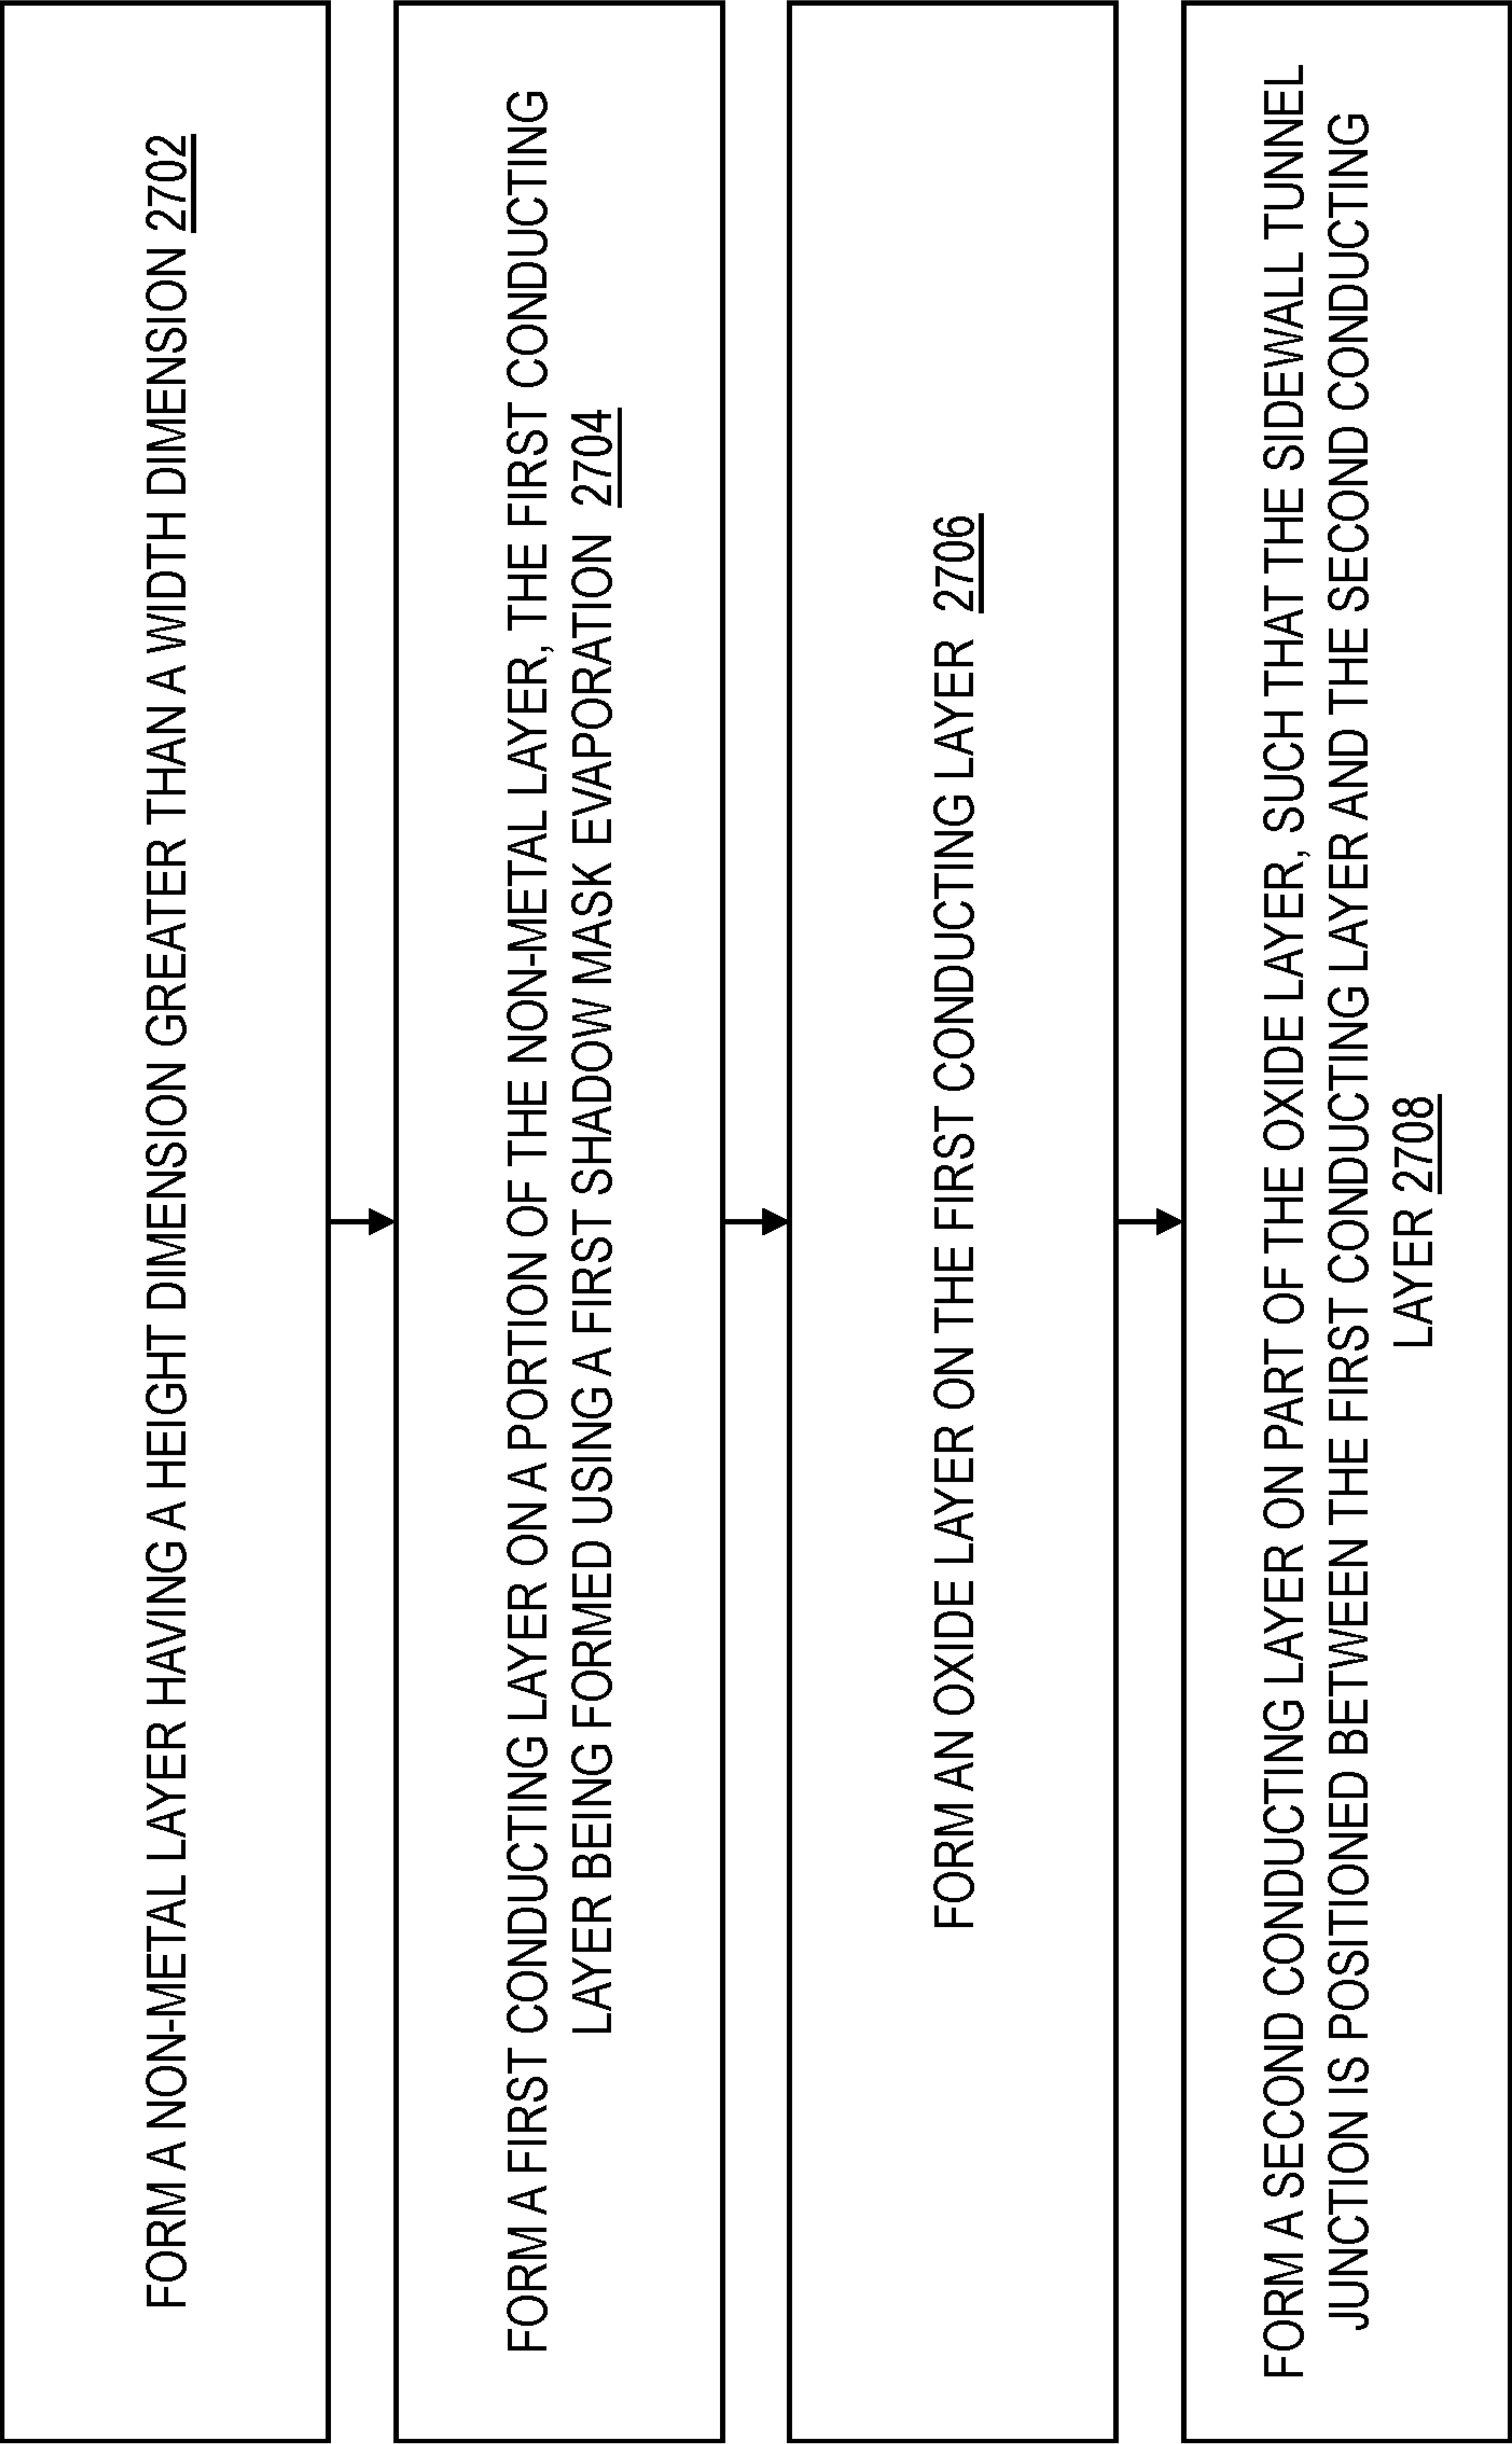 FORM A NON-METAL LAYER HAVING A HEIGHT DIMENSION GREATER THAN A WIDTH DIMENSION 2702
FORM A FIRST CONDUCTING LAYER ON A PORTION OF THE NON-METAL LAYER, THE FIRST CONDUCTING
LAYER BEING FORMED USING A FIRST SHADOW MASK EVAPORATION 2704
FORM AN OXIDE LAYER ON THE FIRST CONDUCTING LAYER 2706
FORM A SECOND CONDUCTING LAYER ON PART OF THE OXIDE LAYER, SUCH THAT THE SIDEWALL TUNNEL
JUNCTION IS POSITIONED BETWEEN THE FIRST CONDUCTING LAYER AND THE SECOND CONDUCTING
LAYER 2708